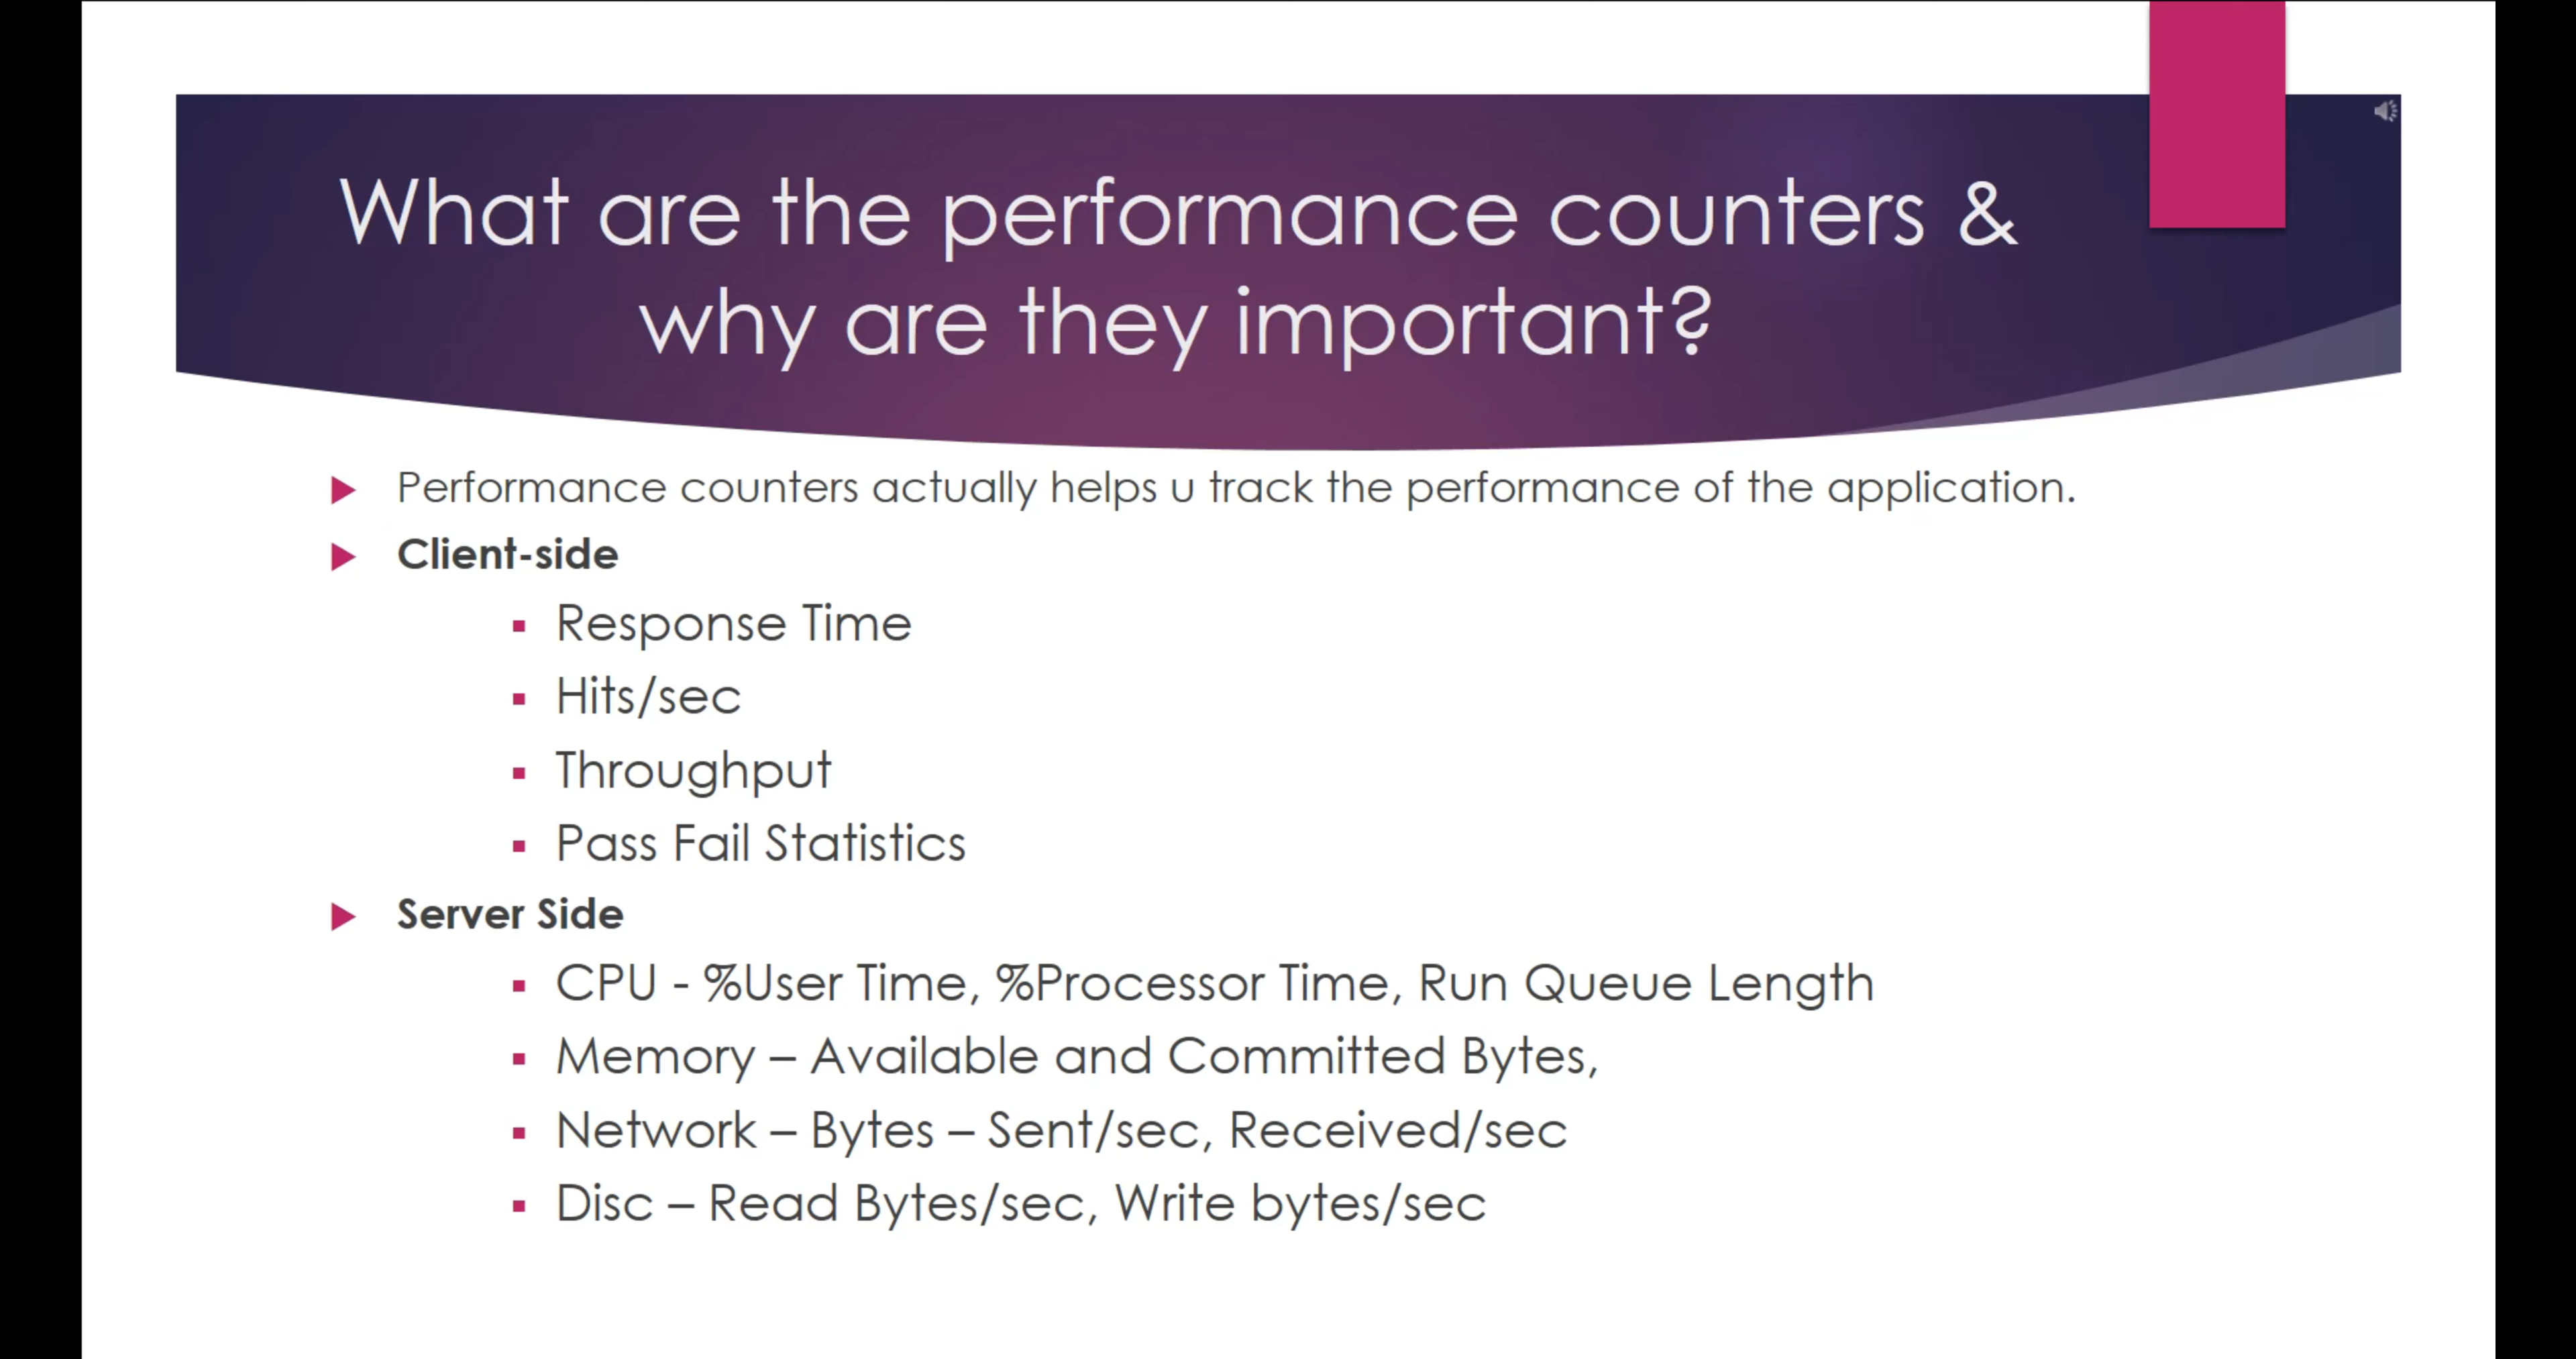 What are the performance counters &
why are they important?
Performance counters actually helps u track the performance of the application.
Client-side
Response Time
Hits/sec
Throughput
Pass Fail Statistics
Server Side
CPU - %User Time, %Processor Time, Run Queue Length
Memory – Available and Committed Bytes,
Network – Bytes – Sent/sec, Received/sec
Disc – Read Bytes/sec, Write bytes/sec